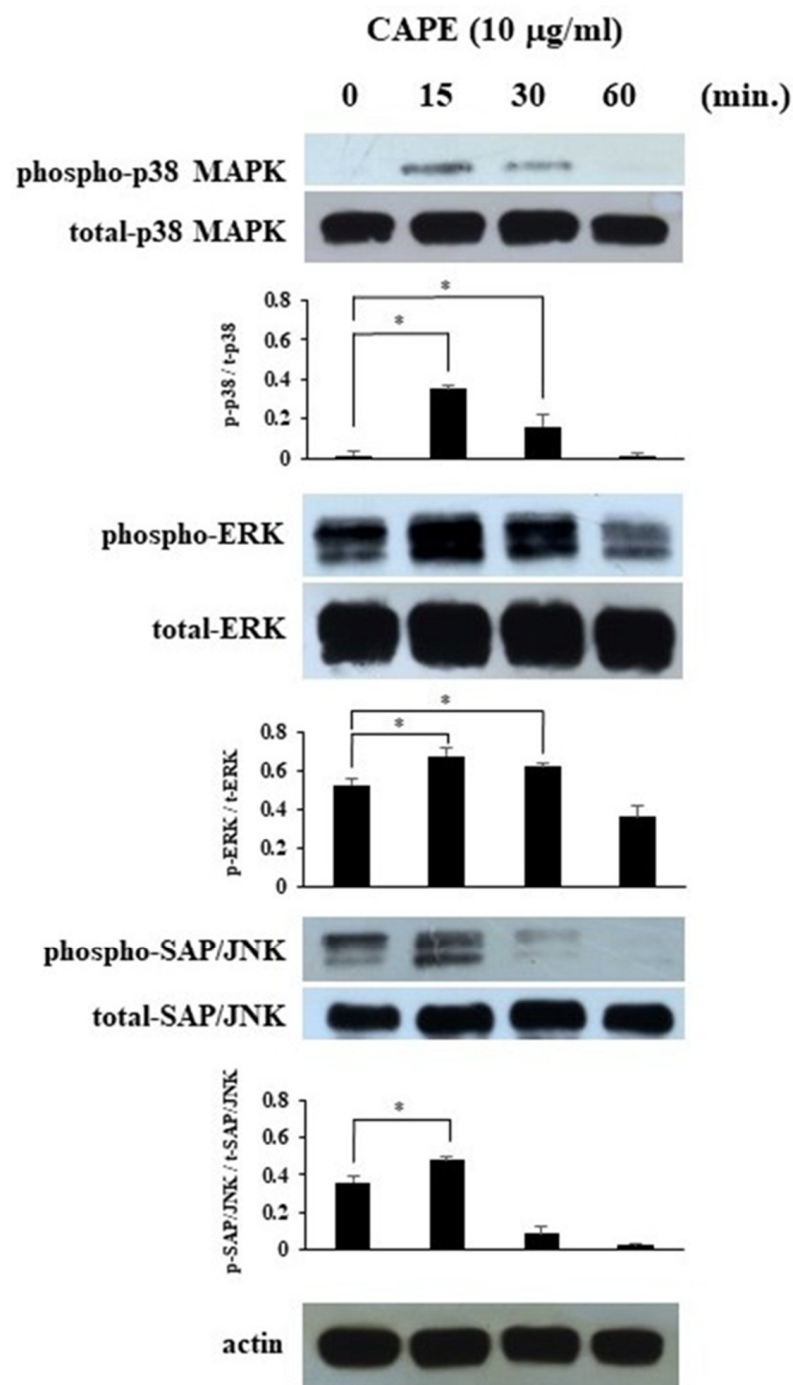 CAPE (10 μg/ml)
0 15 30 60 (min.)
phospho-p38 MAPK
total-p38 MAPK
p-p38 / t-p38
0.8
0.6
0.4
0.2
0
*
*
phospho-ERK
total-ERK
p-ERK / t-ERK
0.8
0.6
0.4
0.2
0
*
*
phospho-SAP/JNK
total-SAP/JNK
p-SAP/JNK / t-SAP/JNK
0.8
0.6
0.4
0.2
0
*
actin